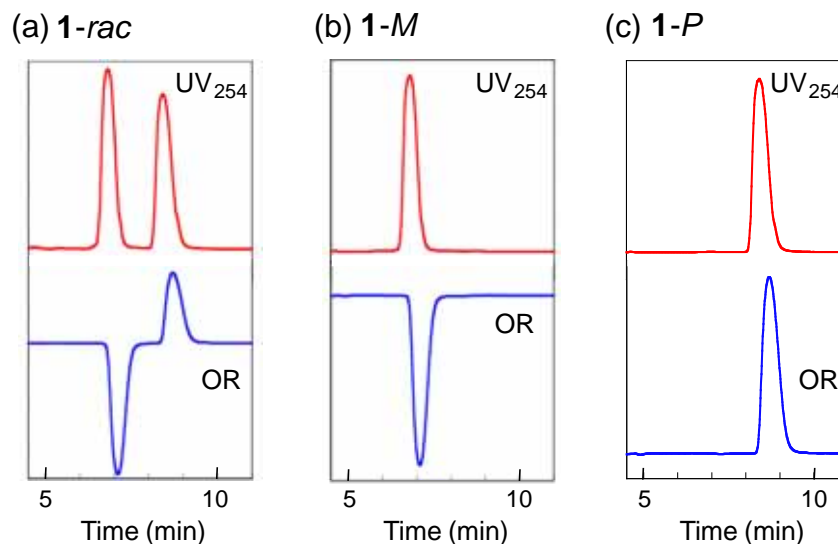 (a) 1-rac
UV254
OR
5 10
Time (min)
(b) 1-M
UV254
OR
5 10
Time (min)
(c) 1-P
UV254
OR
5 10
Time (min)